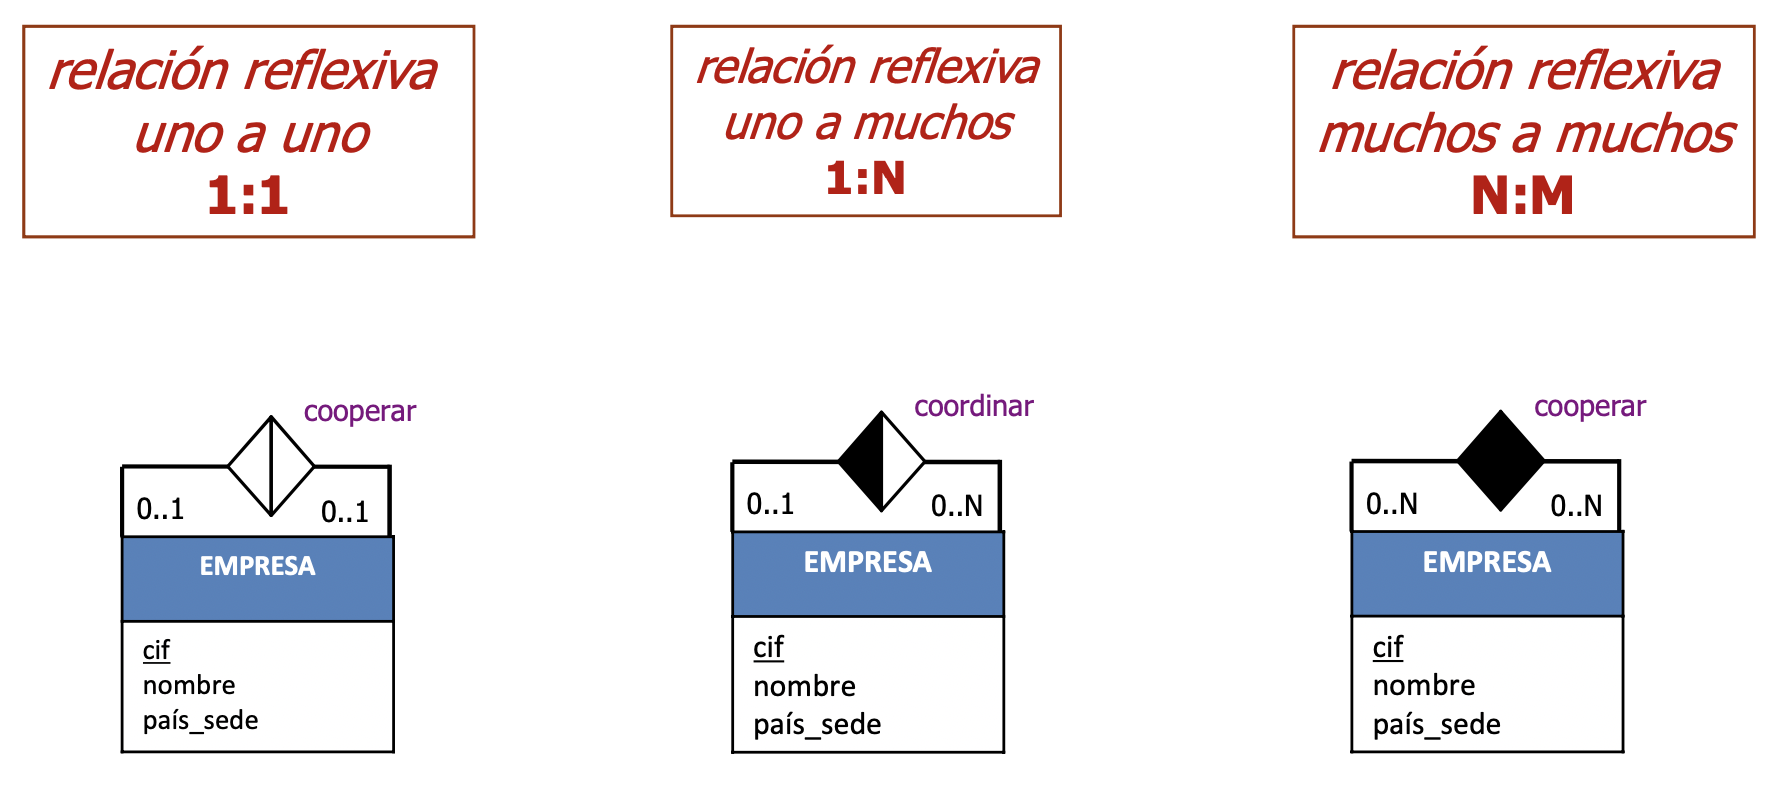 relación reflexiva
uno a uno
1:1
relación reflexiva
uno a muchos
1:N
relación reflexiva
muchos a muchos
N:M
cooperar
0..1
0..1
EMPRESA
cif
nombre
país_sede
coordinar
0..1
0..N
EMPRESA
cif
nombre
país_sede
cooperar
0..N
0..N
EMPRESA
cif
nombre
país_sede